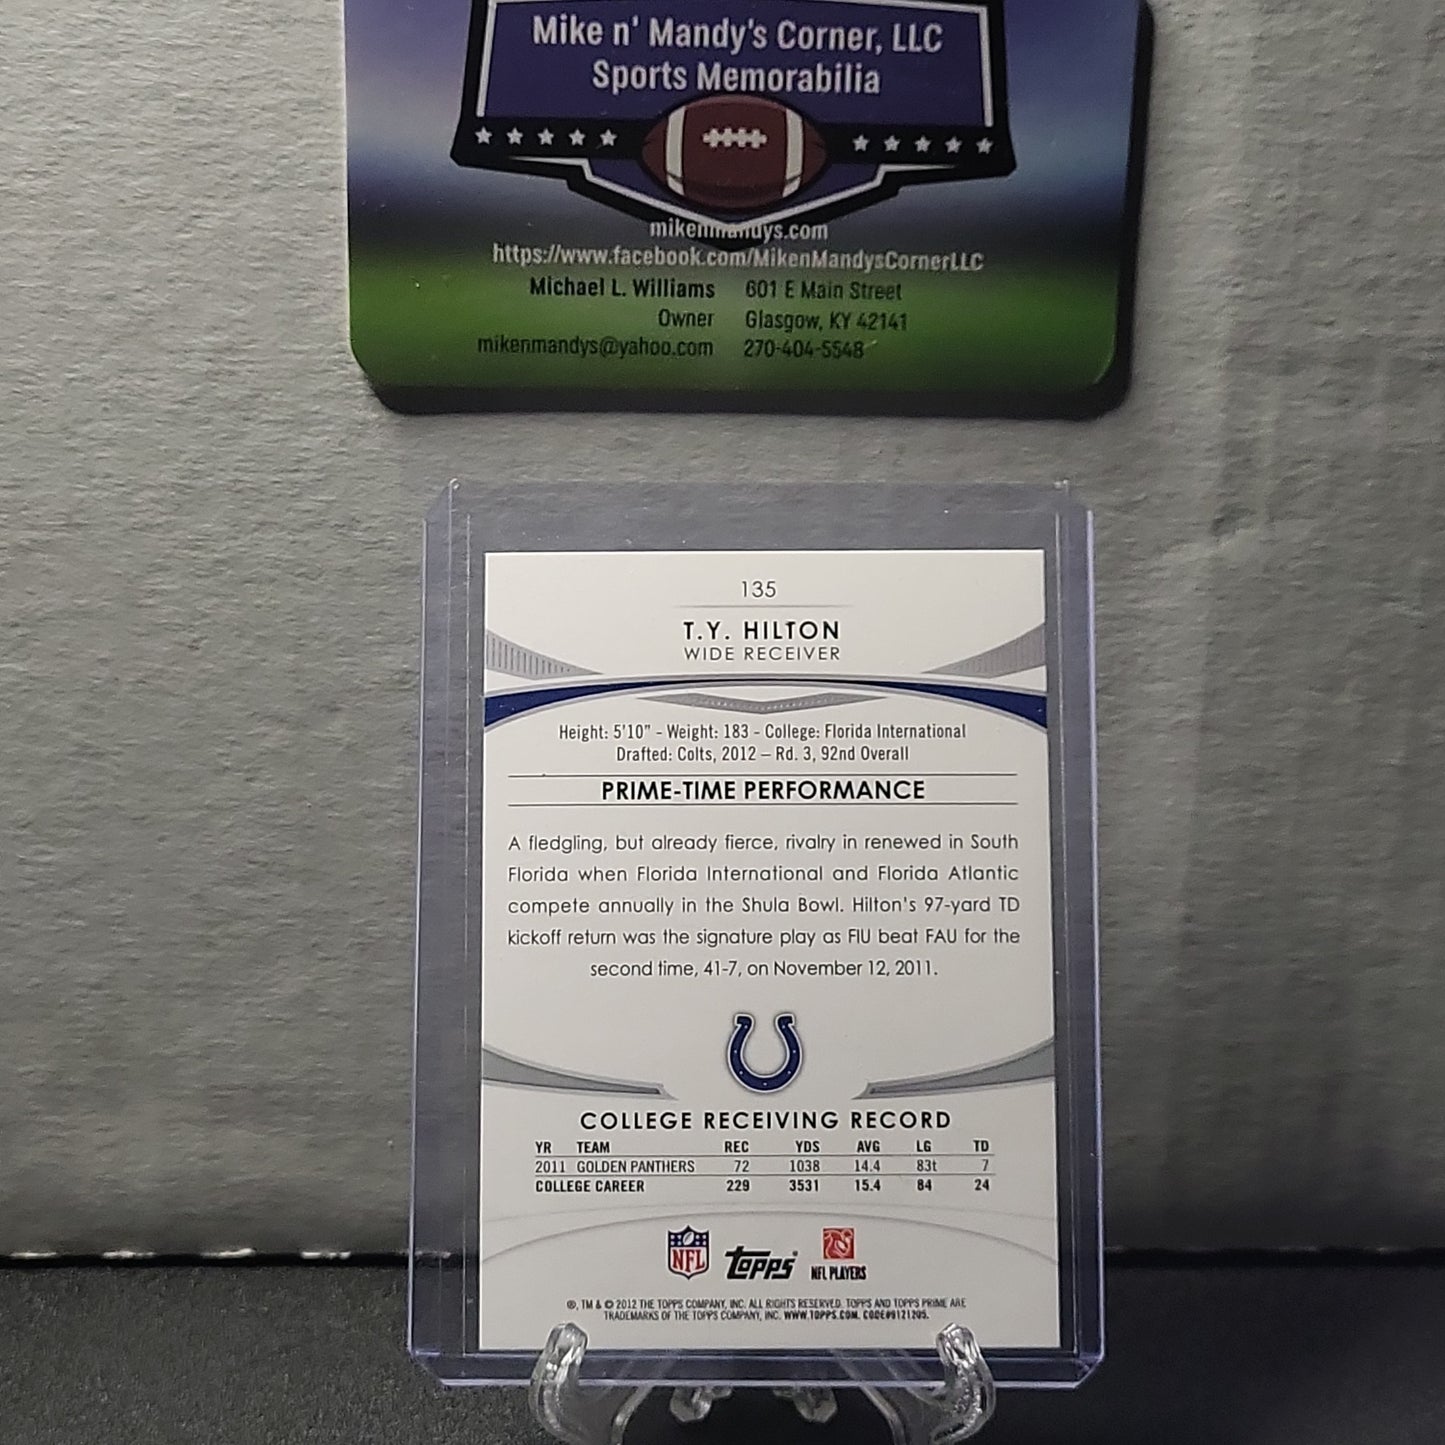 Mike n' Mandy's Corner, LLC
Sports Memorabilia
mikenmandys.com
https://www.facebook.com/MikenMandysCornerLLC
Michael L. Williams 601 E Main Street
Owner Glasgow, KY 42141
mikenmandys@yahoo.com 270-404-5548
135
T.Y. HILTON
WIDE RECEIVER
Height: 5'10" - Weight: 183 - College: Florida International
Drafted: Colts, 2012 – Rd. 3, 92nd Overall
PRIME-TIME PERFORMANCE
A fledgling, but already fierce, rivalry in renewed in South
Florida when Florida International and Florida Atlantic
compete annually in the Shula Bowl. Hilton's 97-yard TD
kickoff return was the signature play as FIU beat FAU for the
second time, 41-7, on November 12, 2011.
COLLEGE RECEIVING RECORD
YR TEAM REC YDS AVG LG TD
2011 GOLDEN PANTHERS 72 1038 14.4 83t 7
COLLEGE CAREER 229 3531 15.4 84 24
NFL Topps® NFL PLAYERS
®, TM & © 2012 THE TOPPS COMPANY, INC. ALL RIGHTS RESERVED. TOPPS AND TOPPS PRIME ARE
TRADEMARKS OF THE TOPPS COMPANY, INC. WWW.TOPPS.COM. CODE#9121205.